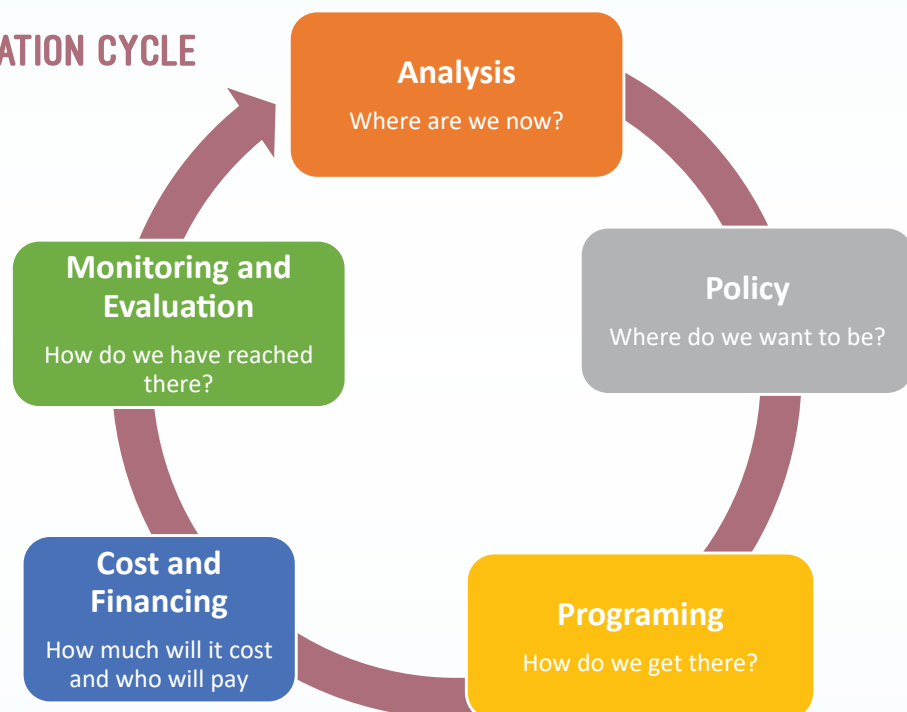 ATION CYCLE
Analysis
Where are we now?
Policy
Where do we want to be?
Programing
How do we get there?
Cost and
Financing
How much will it cost
and who will pay
Monitoring and
Evaluation
How do we have reached
there?